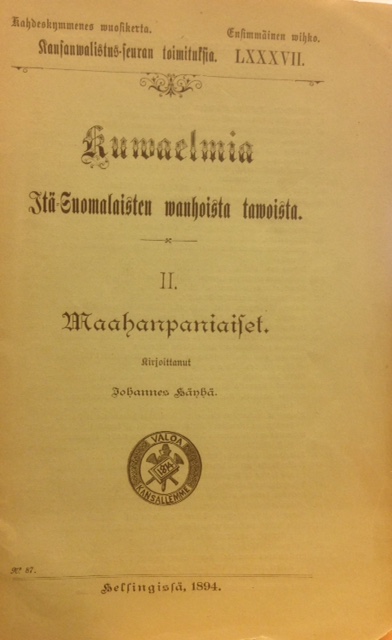 Kahdeskymmenes wuosikerta.
Ensimmäinen wihko.
Kansanwalistus-seuran toimituksia. LXXXVII.
Kuwaelmia
Itä-Suomalaisten wanhoista tawoista.
II.
Maahanpaniaiset.
Kirjoittanut
Johannes Häyhä.
VALOA
1874
KANSALLEMME
N:o 87.
Helsingissä, 1894.